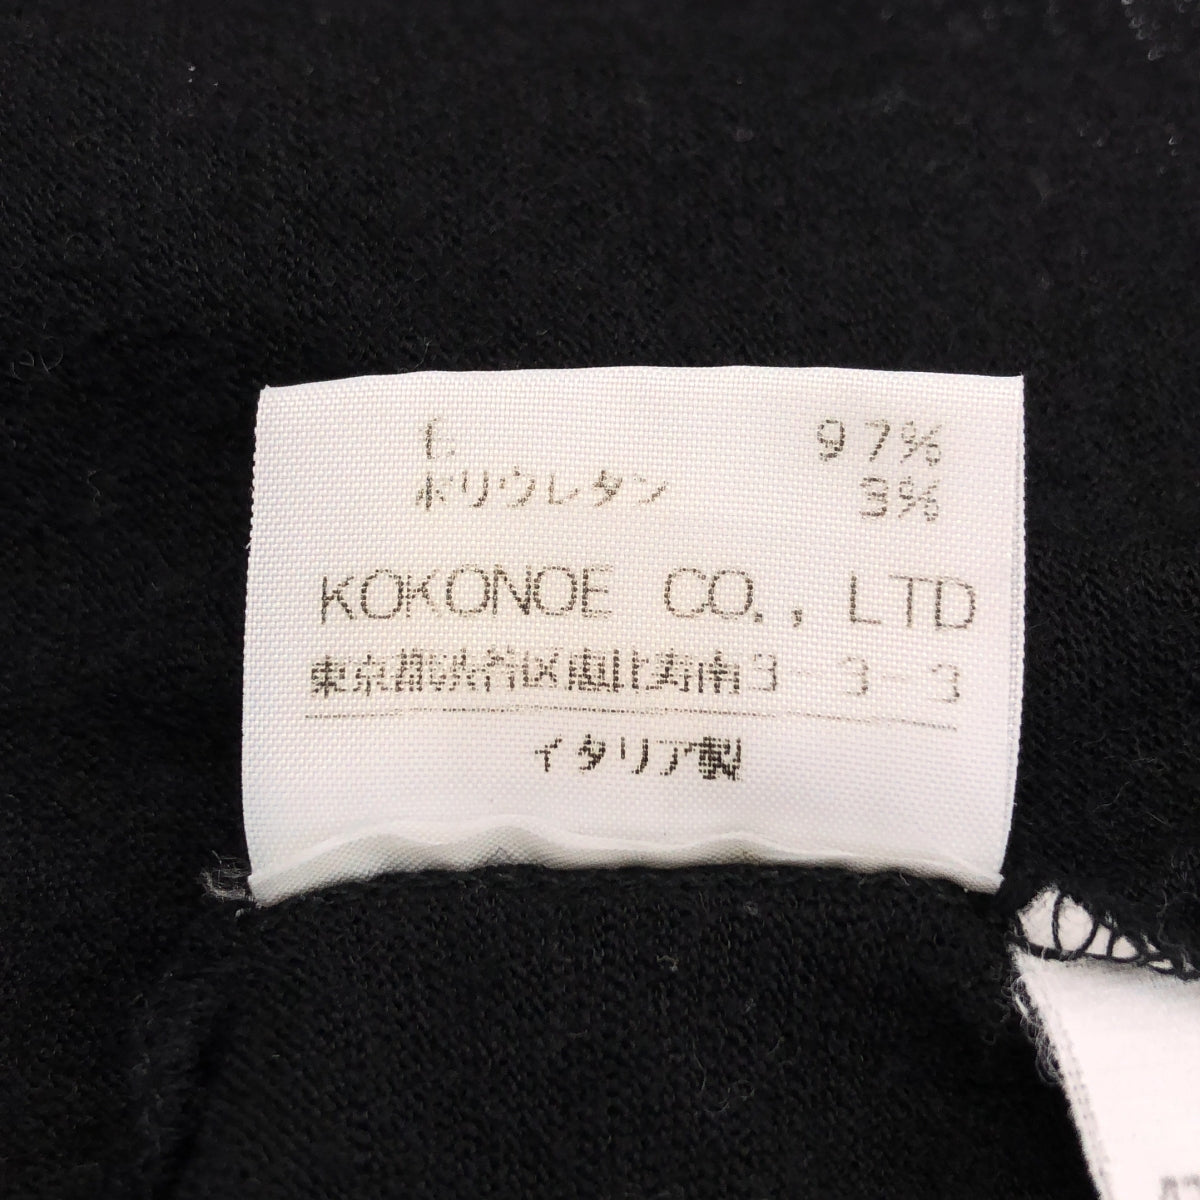 毛 97%
ポリウレタン 3%
KOKONOE CO., LTD
東京都渋谷区恵比寿南3-3-3
イタリア製